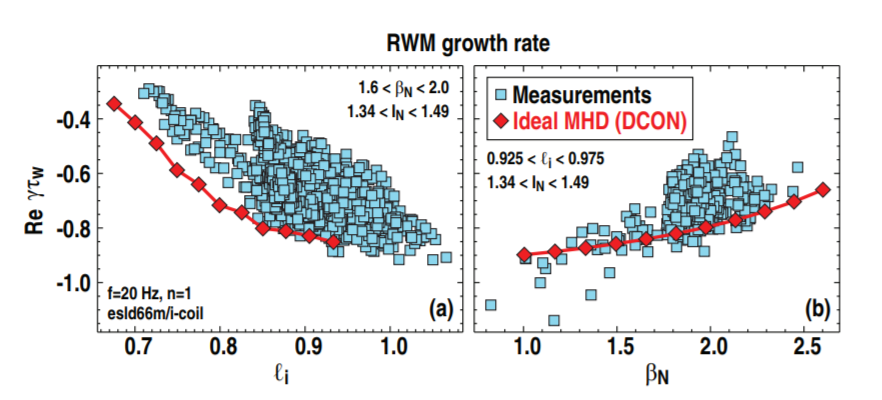 RWM growth rate
1.6 < βN < 2.0
1.34 < IN < 1.49
Measurements
Ideal MHD (DCON)
0.925 < ℓi < 0.975
1.34 < IN < 1.49
-0.4
-0.6
-0.8
-1.0
Re γτw
f=20 Hz, n=1
esld66m/i-coil
(a)
(b)
0.7 0.8 0.9 1.0
1.0 1.5 2.0 2.5
ℓi
βN